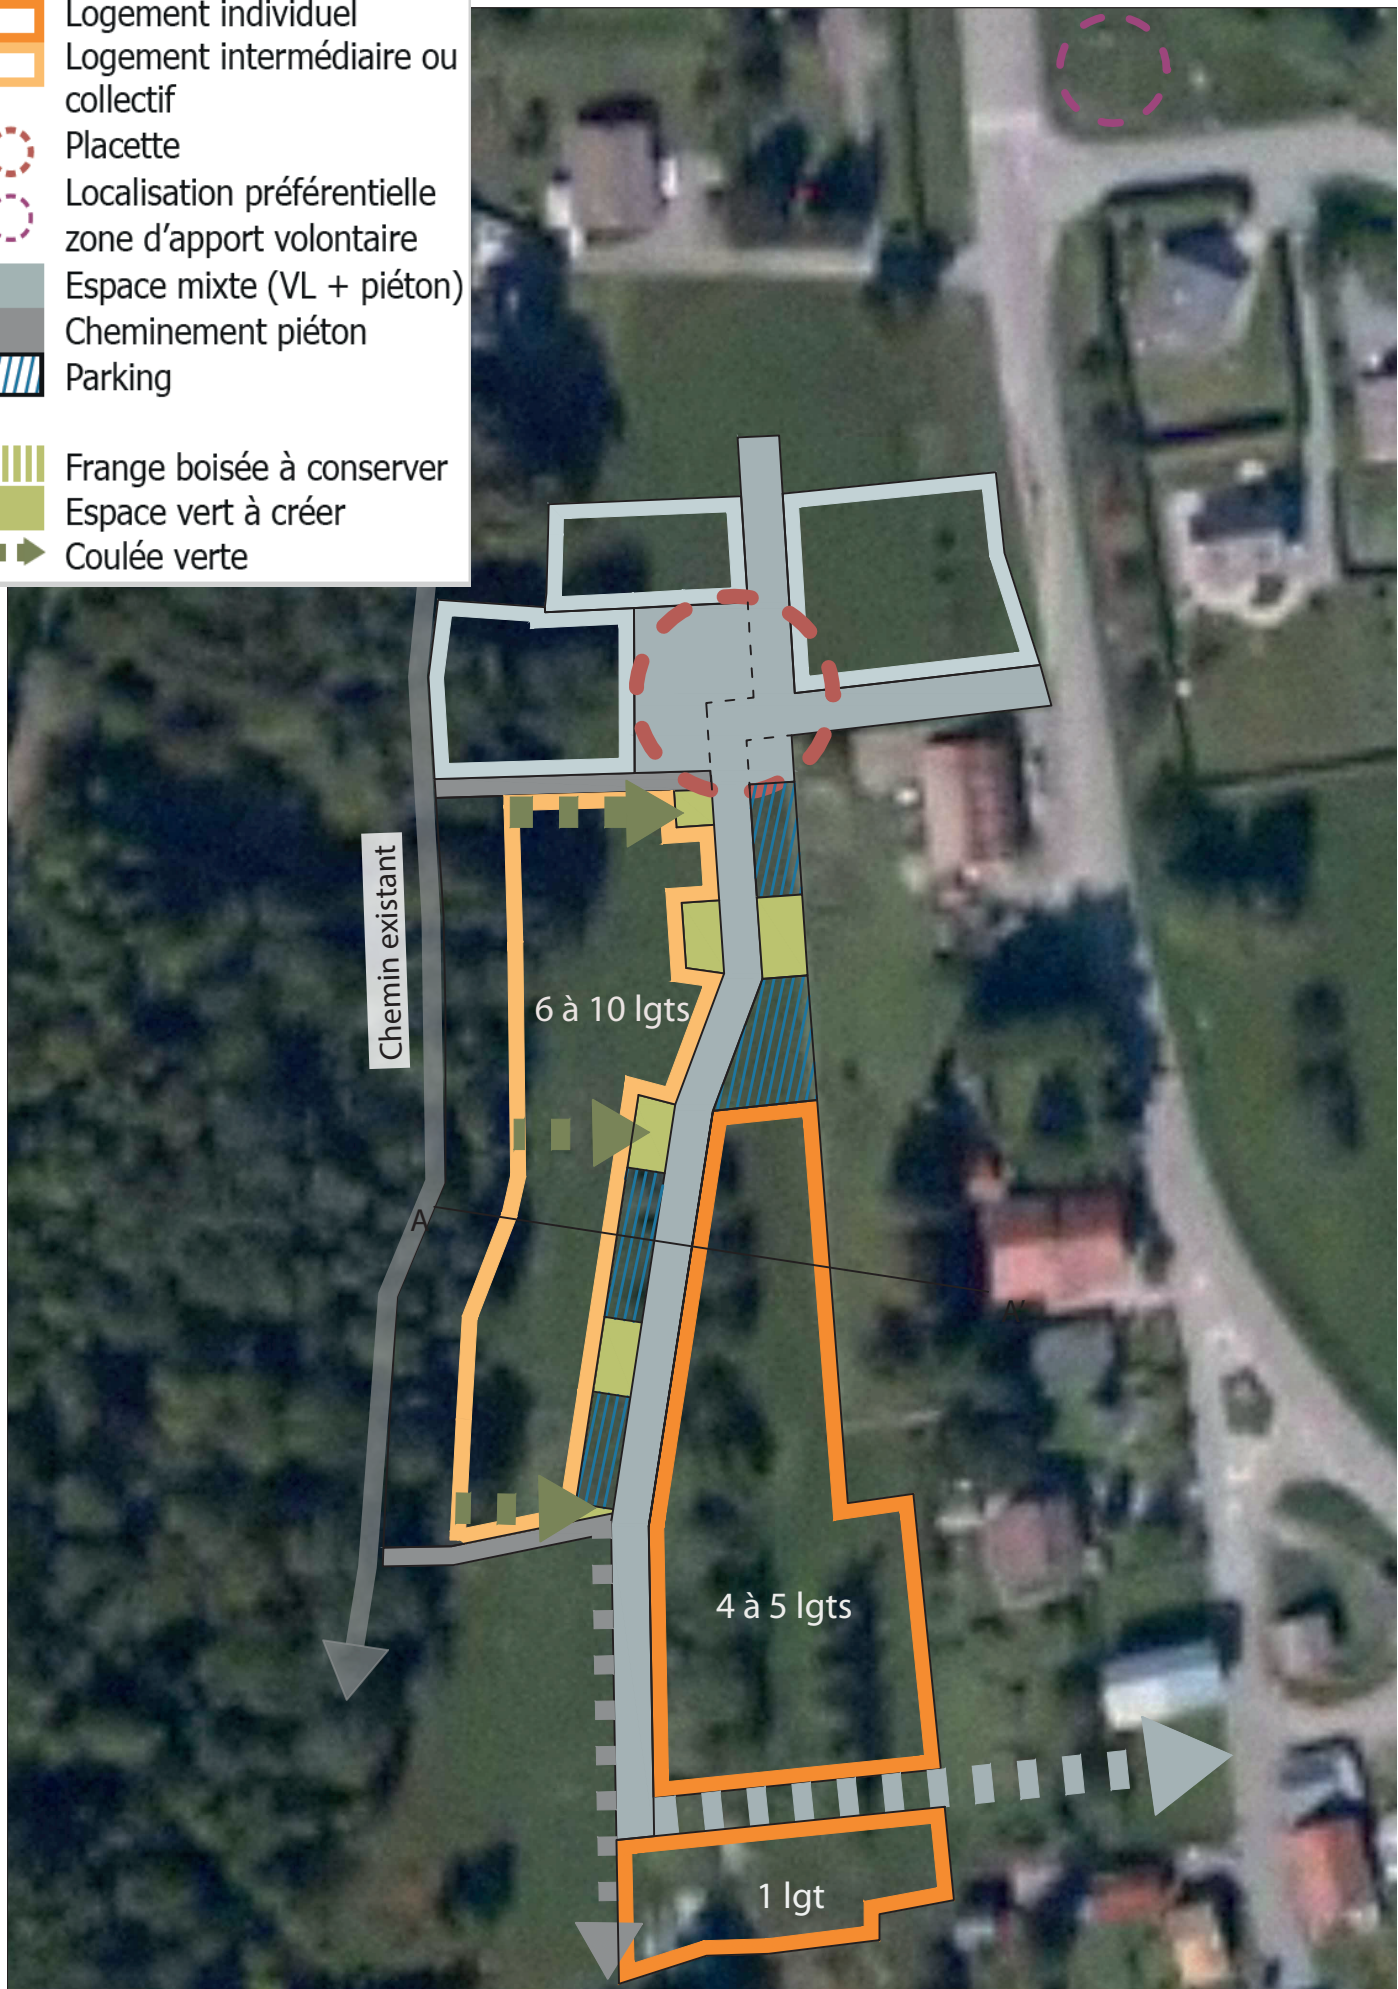 Logement individuel
Logement intermédiaire ou
collectif
Placette
Localisation préférentielle
zone d'apport volontaire
Espace mixte (VL + piéton)
Cheminement piéton
Parking
Frange boisée à conserver
Espace vert à créer
Coulée verte
Chemin existant
6 à 10 lgts
A
4 à 5 lgts
1 lgt